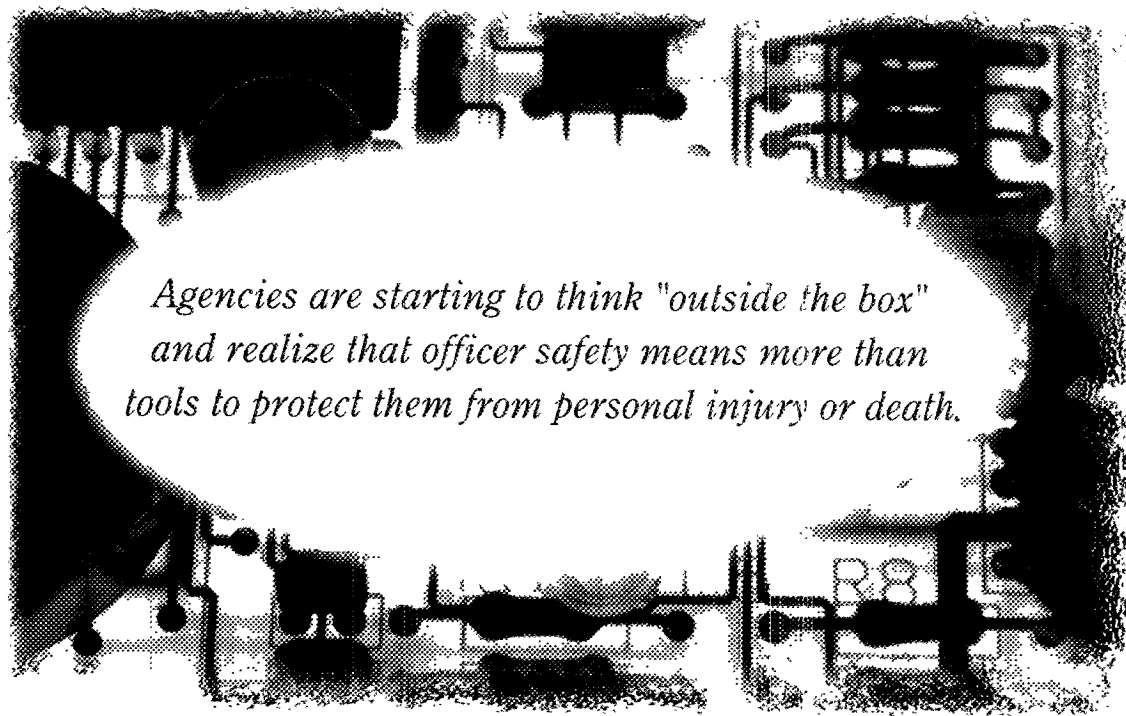 Agencies are starting to think "outside the box"
and realize that officer safety means more than
tools to protect them from personal injury or death.
R8